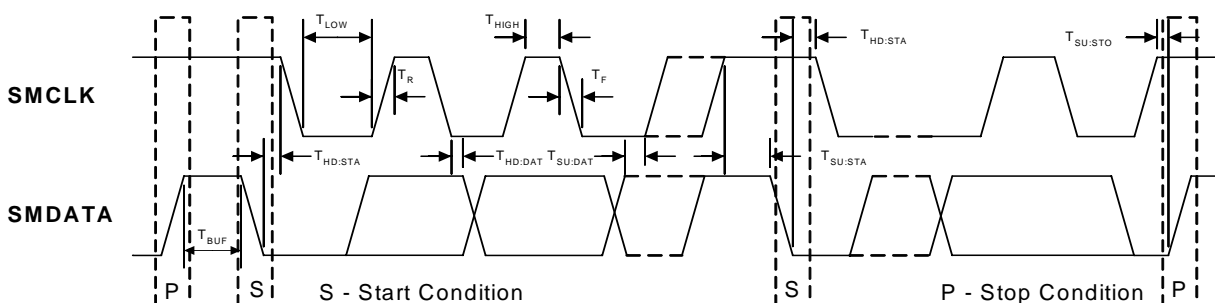 T_LOW T_HIGH T_HD:STA T_SU:STO
SMCLK T_R T_F
T_HD:STA T_HD:DAT T_SU:DAT T_SU:STA
SMDATA
T_BUF
P S S - Start Condition S P - Stop Condition P